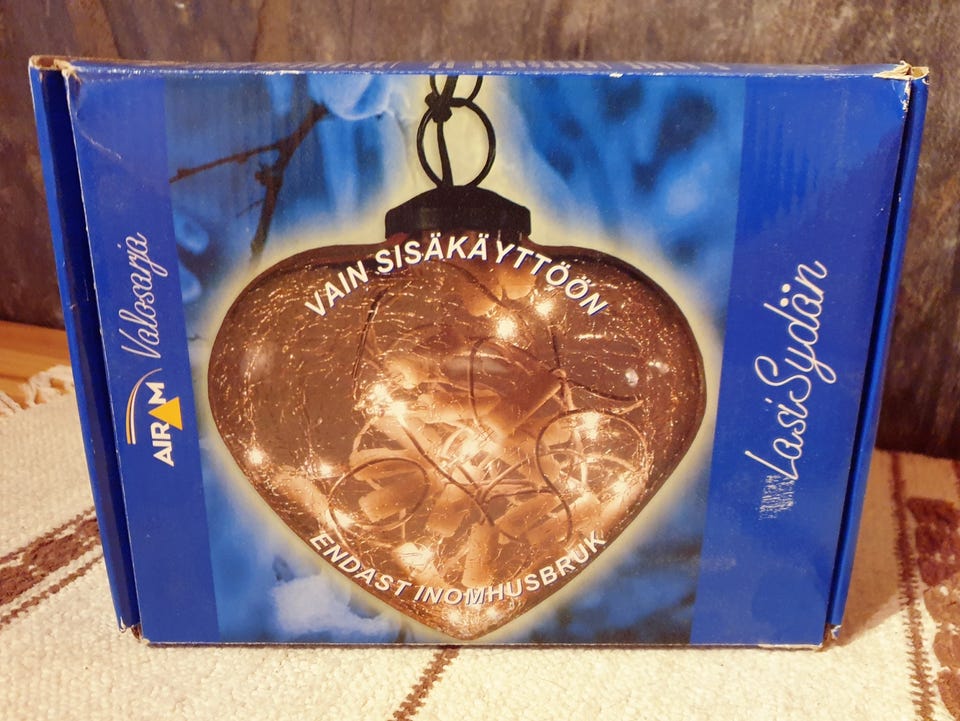 AIRAM Valosarja
VAIN SISÄKÄYTTÖÖN
ENDAST INOMHUSBRUK
LasiSydän